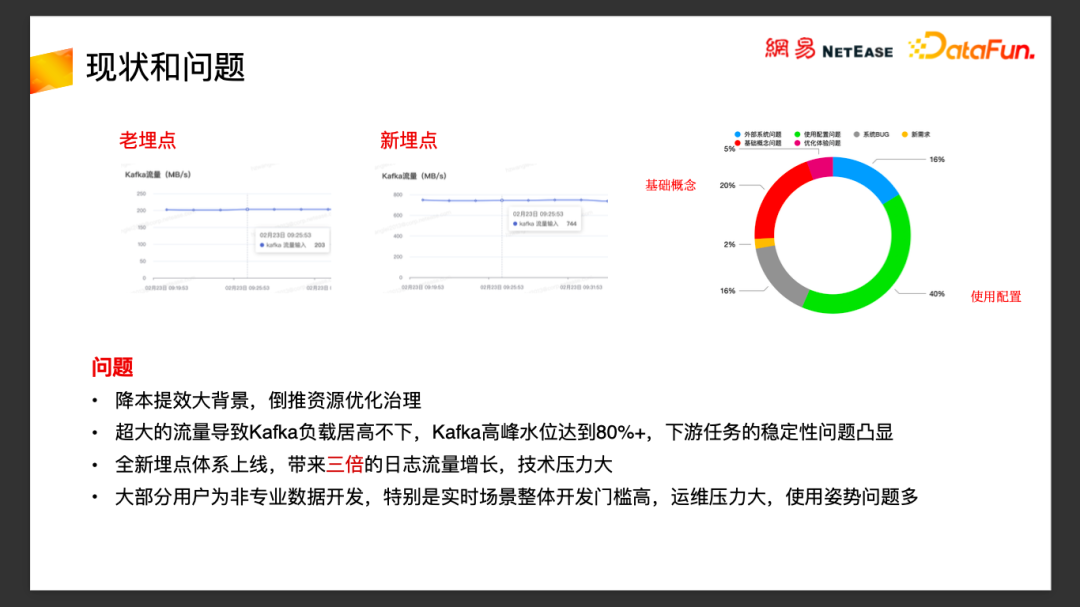 现状和问题
網易 NETEASE
DataFun.
老埋点
新埋点
Kafka流量（MB/s）
250
200
150
100
50
0
02月23日 09:25:53
kafka 流量输入 203
02月23日 09:19:53
02月23日 09:25:53
02月23日
Kafka流量（MB/s）
800
600
400
200
0
02月23日 09:25:53
kafka 流量输入 744
02月23日 09:19:53
02月23日 09:25:53
02月23日 09:31:53
外部系统问题 使用配置问题 系统BUG 新需求
基础概念问题 优化体验问题
5%
16%
基础概念
20%
2%
16%
40%
使用配置
问题
• 降本提效大背景，倒推资源优化治理
• 超大的流量导致Kafka负载居高不下，Kafka高峰水位达到80%+，下游任务的稳定性问题凸显
• 全新埋点体系上线，带来三倍的日志流量增长，技术压力大
• 大部分用户为非专业数据开发，特别是实时场景整体开发门槛高，运维压力大，使用姿势问题多